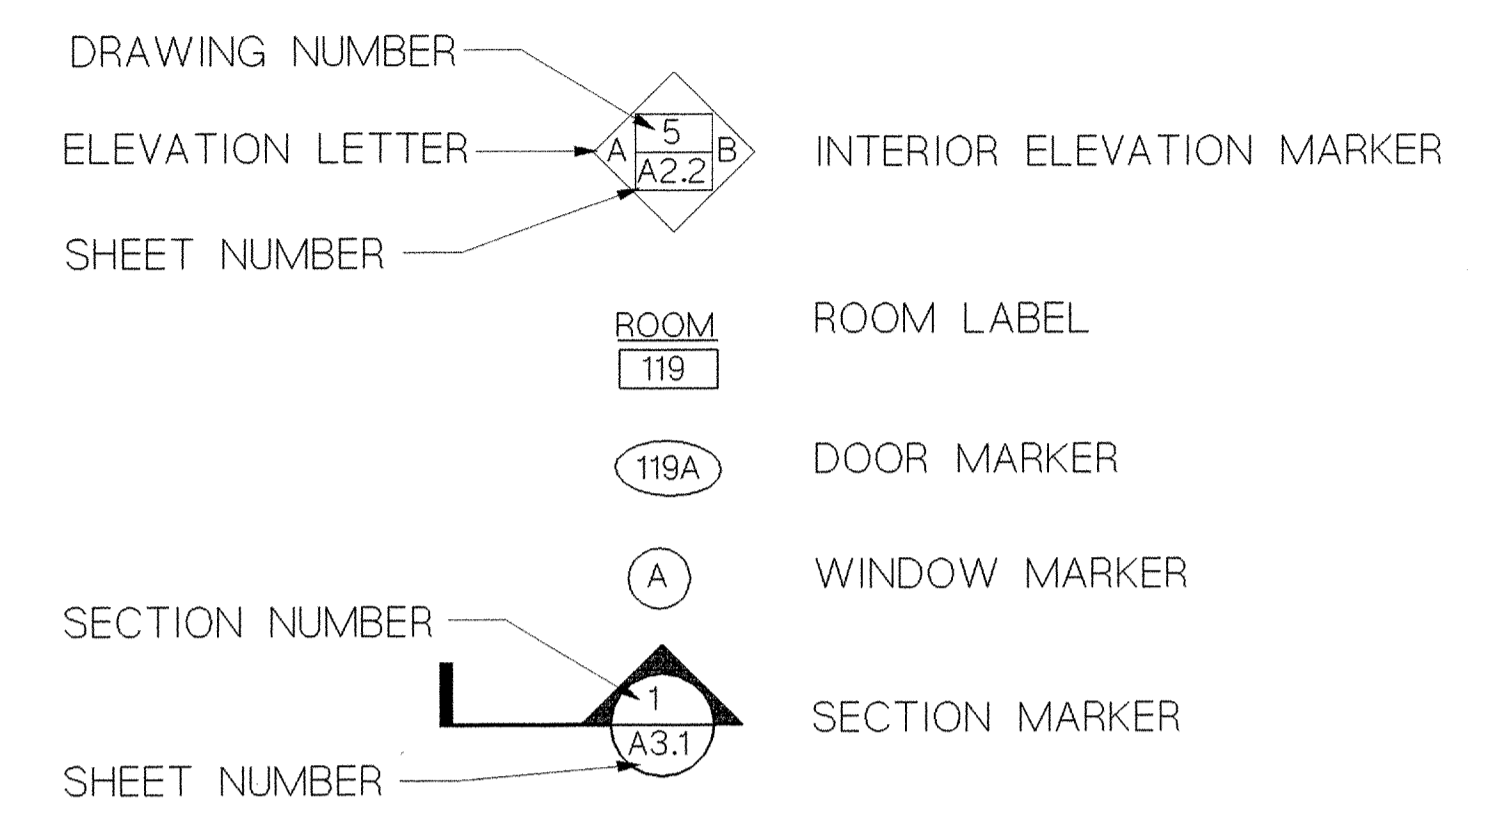 DRAWING NUMBER
5
ELEVATION LETTER
A
B
INTERIOR ELEVATION MARKER
A2.2
SHEET NUMBER
ROOM
ROOM LABEL
119
119A
DOOR MARKER
A
WINDOW MARKER
SECTION NUMBER
1
SECTION MARKER
A3.1
SHEET NUMBER